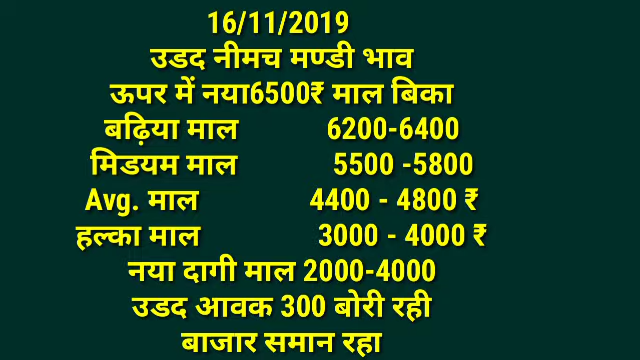 16/11/2019
उडद नीमच मण्डी भाव
ऊपर में नया6500₹ माल बिका
बढ़िया माल 6200-6400
मिडयम माल 5500 -5800
Avg. माल 4400 - 4800 ₹
हल्का माल 3000 - 4000 ₹
नया दागी माल 2000-4000
उडद आवक 300 बोरी रही
बाजार समान रहा